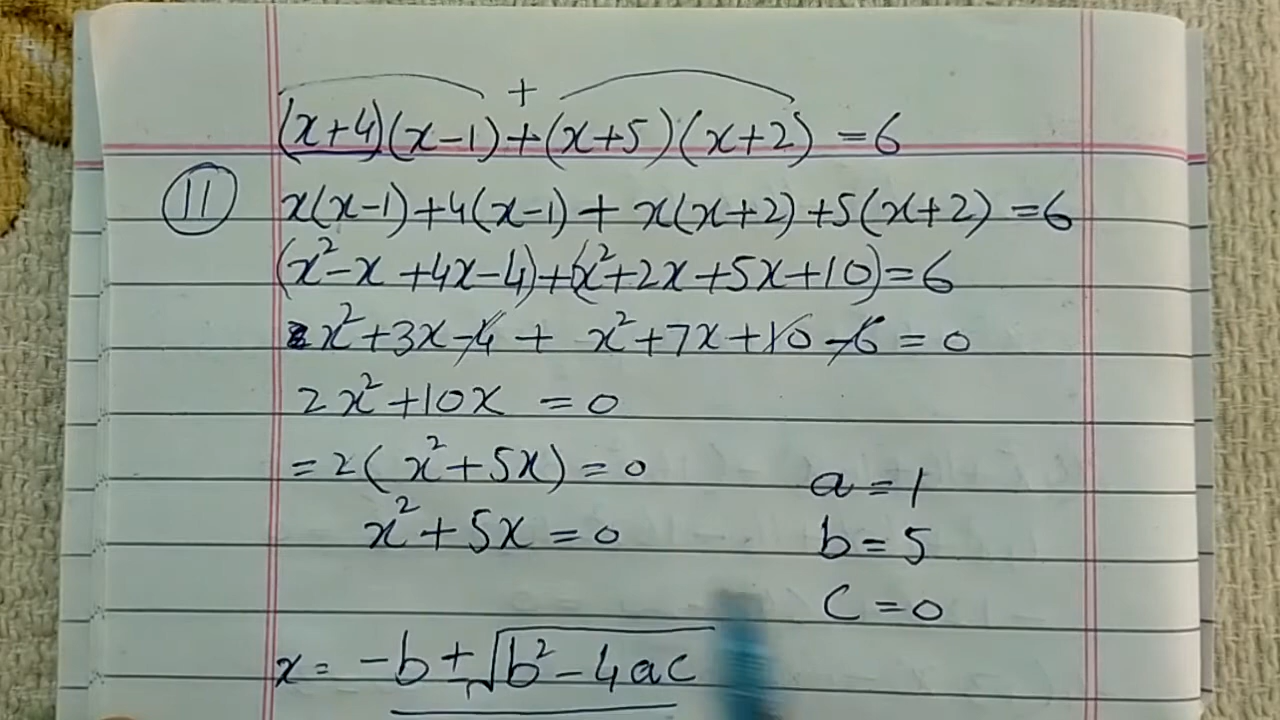 +
(x+4)(x-1)+(x+5)(x+2) = 6
11 x(x-1)+4(x-1)+x(x+2)+5(x+2) = 6
(x²-x+4x-4)+(x²+2x+5x+10)=6
x²+3x-4 + x²+7x+10-6=0
2x²+10x = 0
=2(x²+5x)=0
a=1
x²+5x=0
b=5
c=0
x= -b±√b²-4ac